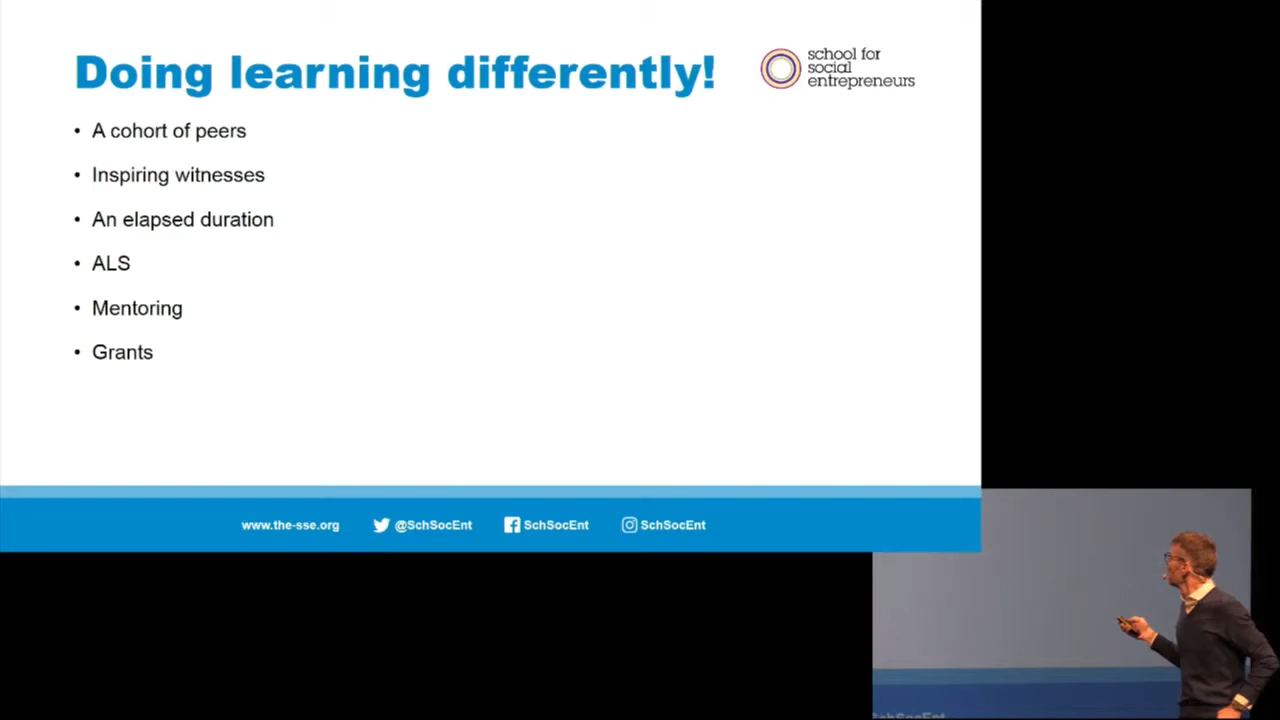 Doing learning differently!
school for
social
entrepreneurs
• A cohort of peers
• Inspiring witnesses
• An elapsed duration
• ALS
• Mentoring
• Grants
www.the-sse.org @SchSocEnt SchSocEnt SchSocEnt
SchSocEnt